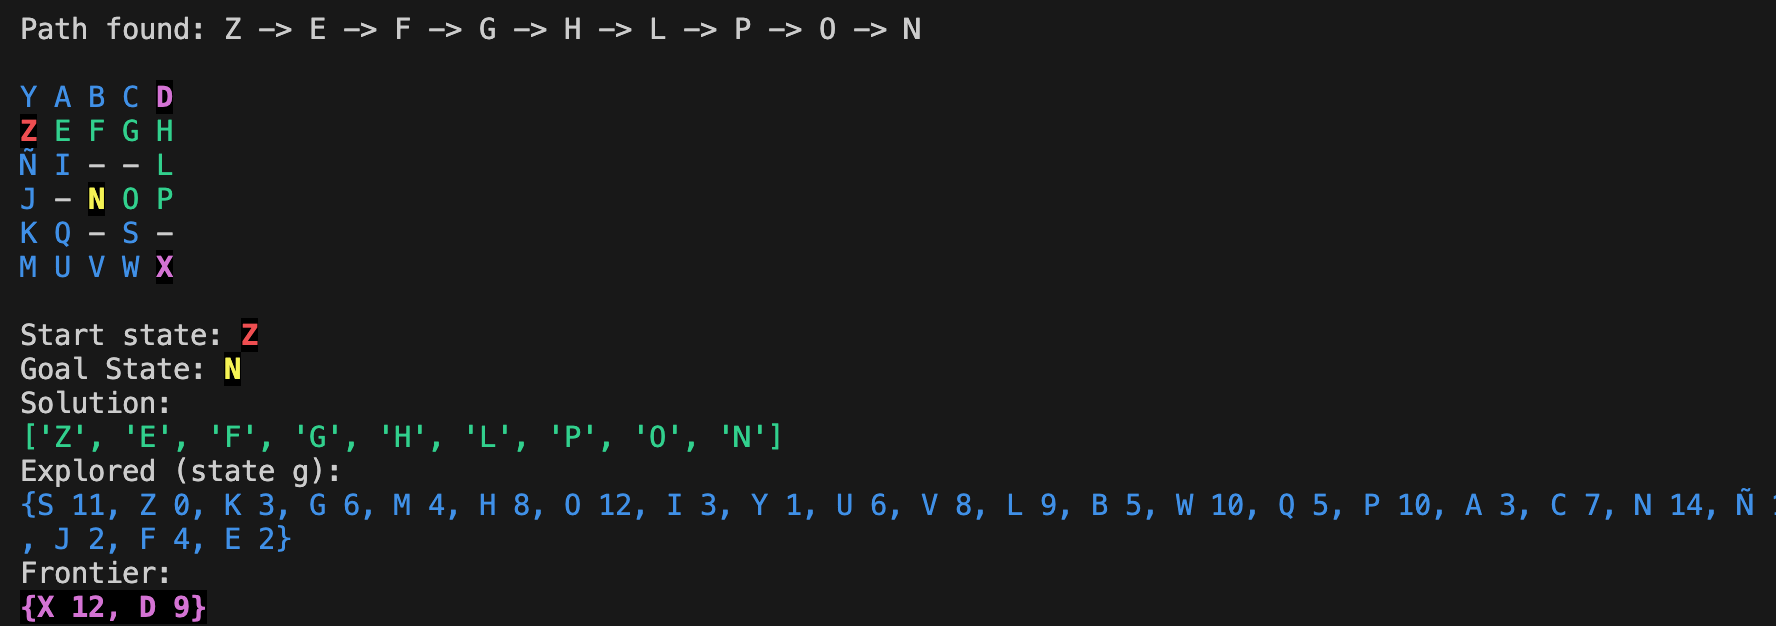 Path found: Z —> E —> F —> G —> H —> L —> P —> O —> N
Y A B C D
Z E F G H
Ñ I — — L
J — N O P
K Q — S —
M U V W X
Start state: Z
Goal State: N
Solution:
['Z', 'E', 'F', 'G', 'H', 'L', 'P', 'O', 'N']
Explored (state g):
{S 11, Z 0, K 3, G 6, M 4, H 8, O 12, I 3, Y 1, U 6, V 8, L 9, B 5, W 10, Q 5, P 10, A 3, C 7, N 14, Ñ
, J 2, F 4, E 2}
Frontier:
{X 12, D 9}